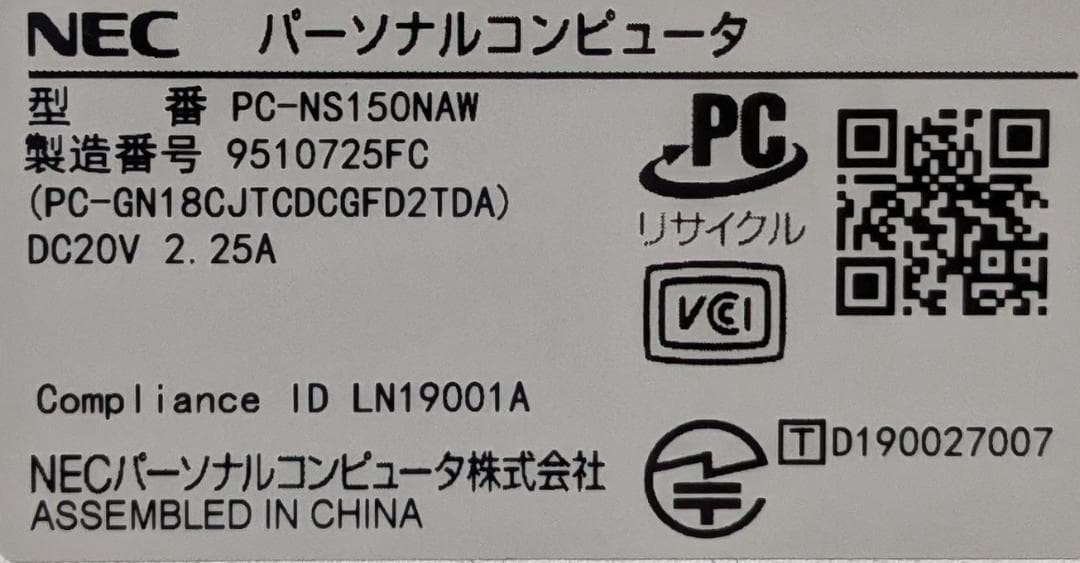 NEC パーソナルコンピュータ
型 番 PC-NS150NAW
製造番号 9510725FC
(PC-GN18CJTCDCGFD2TDA)
DC20V 2.25A
PC
リサイクル
VCCI
Compliance ID LN19001A
T D190027007
NECパーソナルコンピュータ株式会社
ASSEMBLED IN CHINA